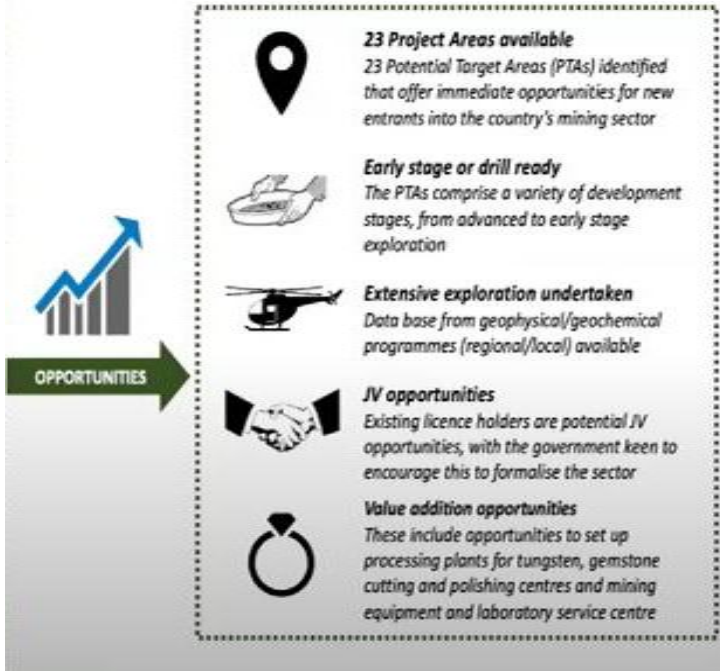 23 Project Areas available
23 Potential Target Areas (PTAs) identified
that offer immediate opportunities for new
entrants into the country's mining sector
Early stage or drill ready
The PTAs comprise a variety of development
stages, from advanced to early stage
exploration
Extensive exploration undertaken
Data base from geophysical/geochemical
programmes (regional/local) available
OPPORTUNITIES
JV opportunities
Existing licence holders are potential JV
opportunities, with the government keen to
encourage this to formalise the sector
Value addition opportunities
These include opportunities to set up
processing plants for tungsten, gemstone
cutting and polishing centres and mining
equipment and laboratory service centre